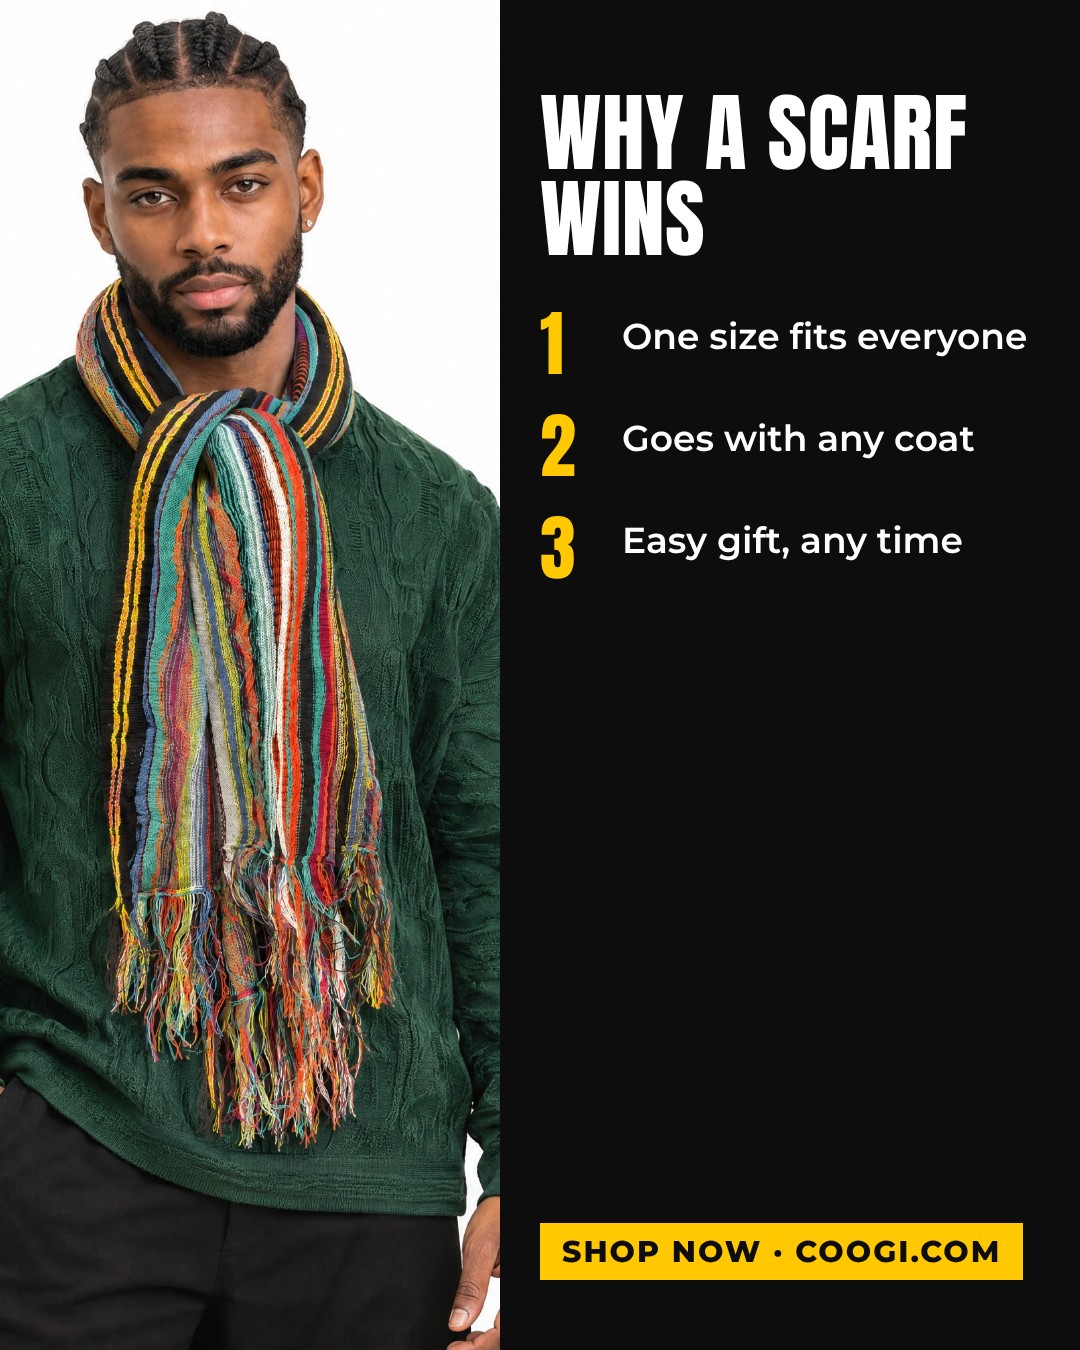 WHY A SCARF
WINS
1 One size fits everyone
2 Goes with any coat
3 Easy gift, any time
SHOP NOW · COOGI.COM